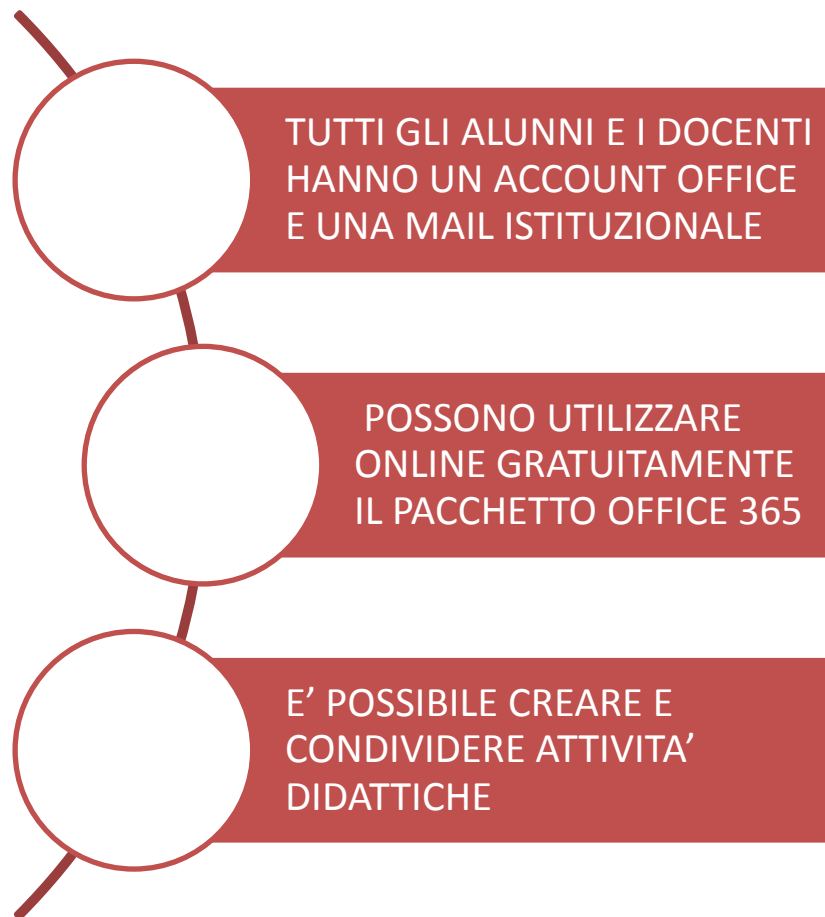 TUTTI GLI ALUNNI E I DOCENTI
HANNO UN ACCOUNT OFFICE
E UNA MAIL ISTITUZIONALE
POSSONO UTILIZZARE
ONLINE GRATUITAMENTE
IL PACCHETTO OFFICE 365
E’ POSSIBILE CREARE E
CONDIVIDERE ATTIVITA’
DIDATTICHE